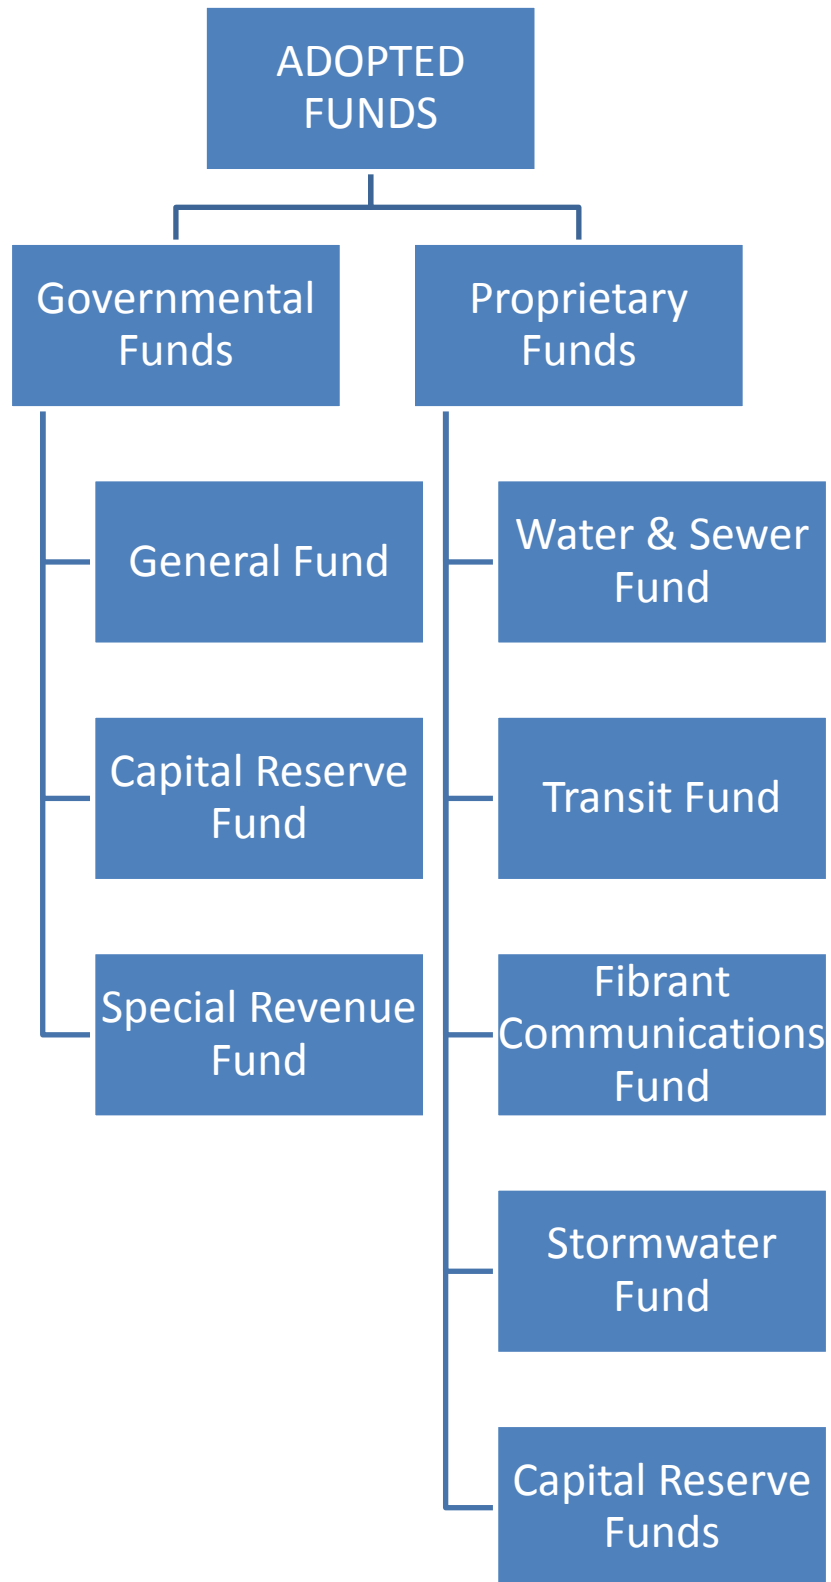 ADOPTED
FUNDS
Governmental
Funds
Proprietary
Funds
General Fund
Capital Reserve
Fund
Special Revenue
Fund
Water & Sewer
Fund
Transit Fund
Fibrant
Communications
Fund
Stormwater
Fund
Capital Reserve
Funds